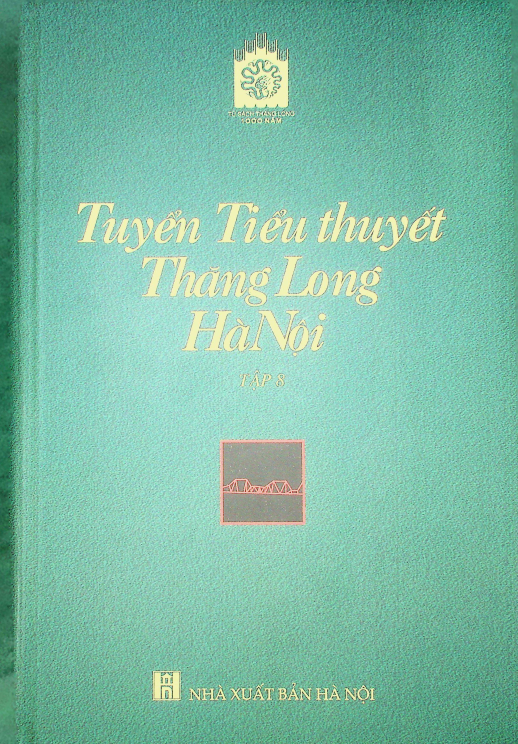 TỦ SÁCH THĂNG LONG
1000 NĂM
Tuyển Tiểu thuyết
Thăng Long
Hà Nội
TẬP 8
NHÀ XUẤT BẢN HÀ NỘI